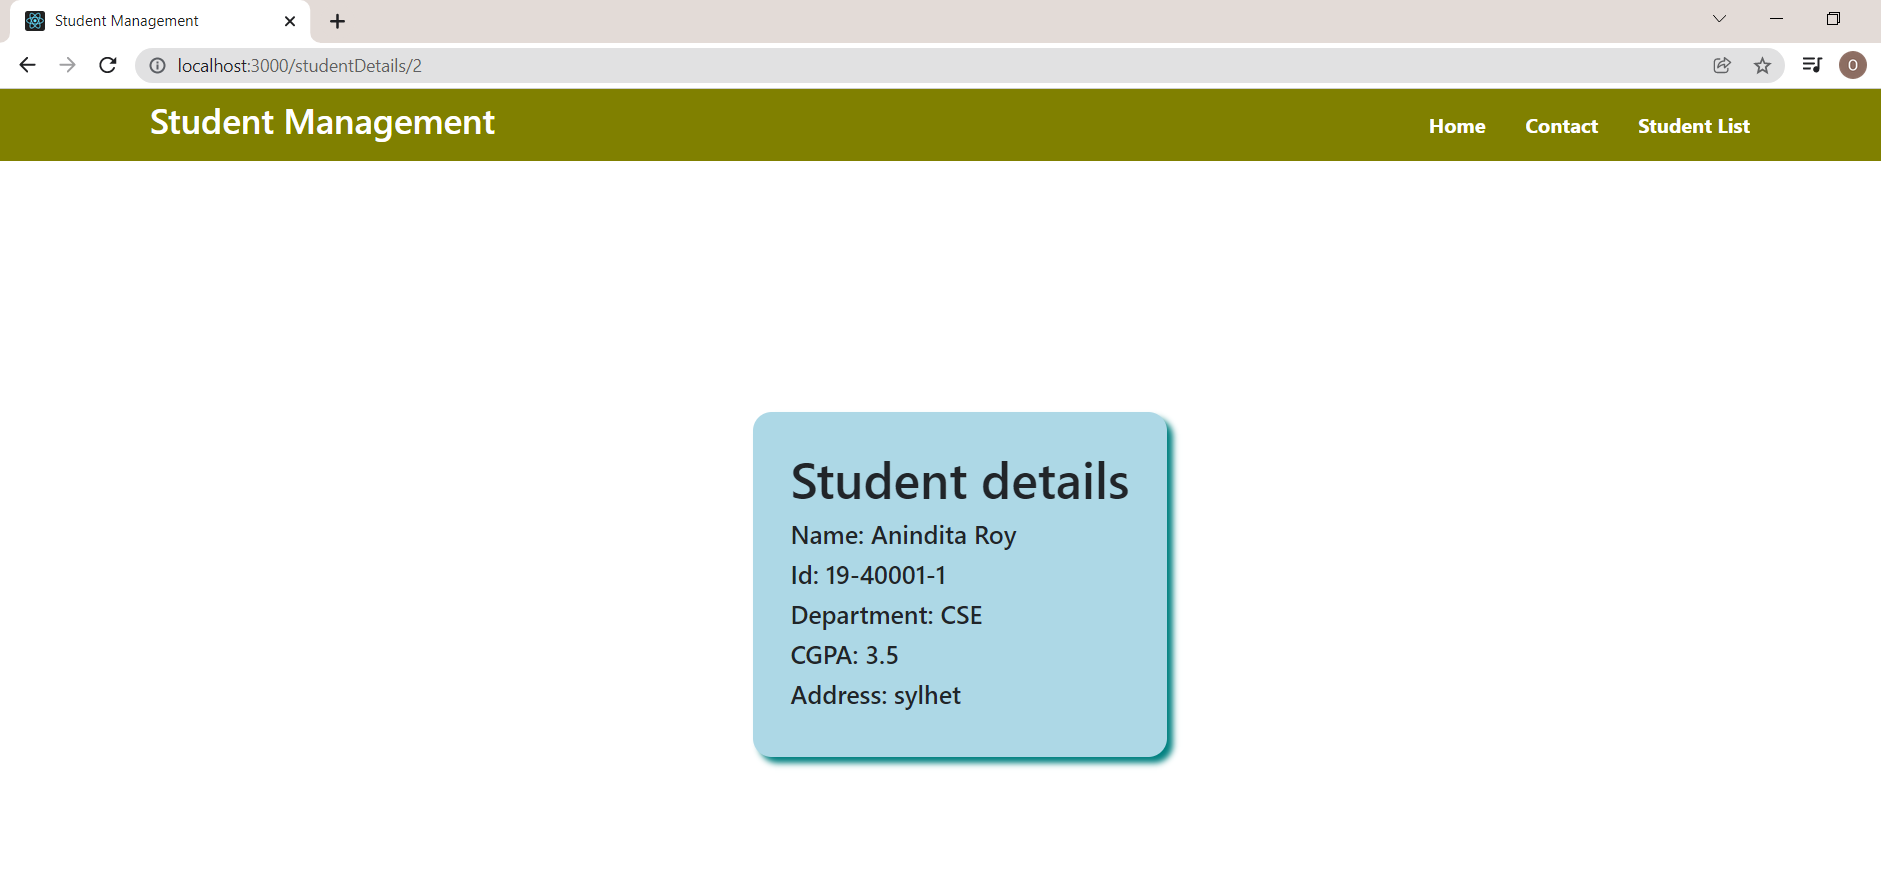 Student Management
localhost:3000/studentDetails/2
O
Student Management
Home Contact Student List
Student details
Name: Anindita Roy
Id: 19-40001-1
Department: CSE
CGPA: 3.5
Address: sylhet